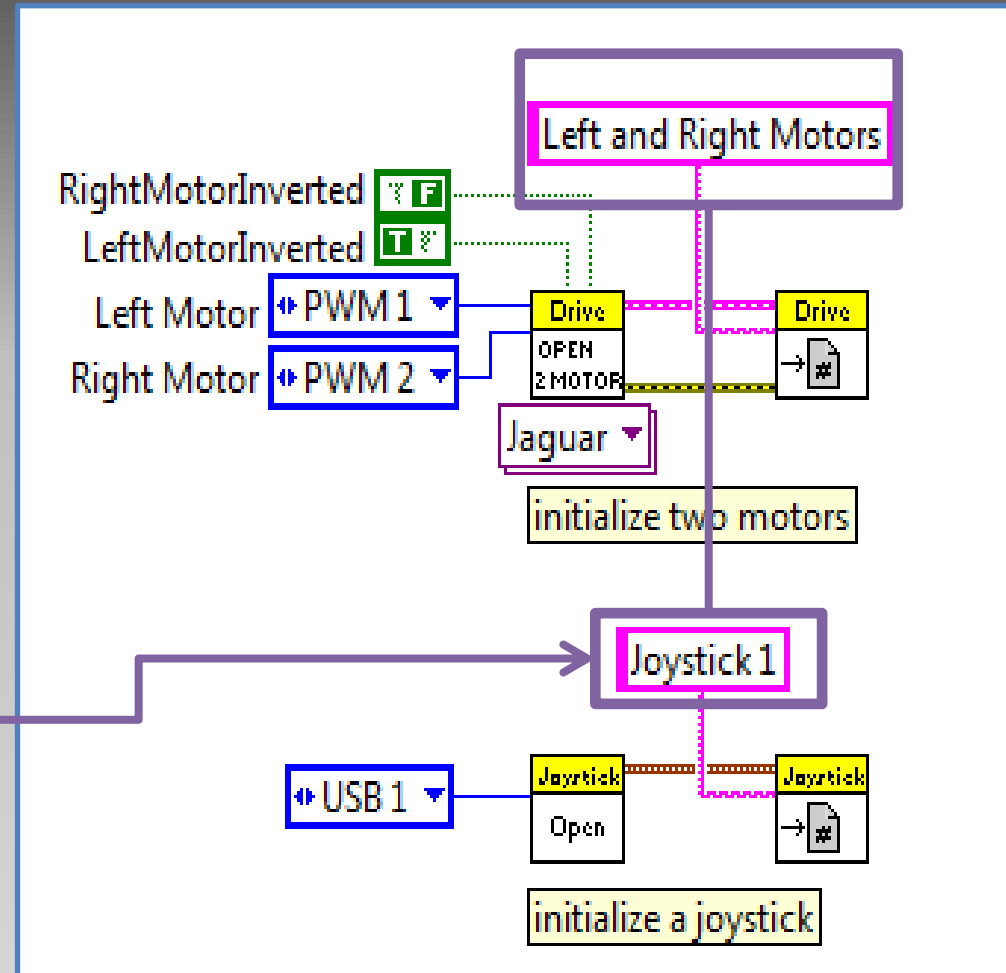 Left and Right Motors
RightMotorInverted F
LeftMotorInverted T
Left Motor PWM 1
Right Motor PWM 2
Drive
OPEN
2 MOTOR
Drive
#
Jaguar
initialize two motors
Joystick 1
USB 1
Joystick
Open
Joystick
#
initialize a joystick